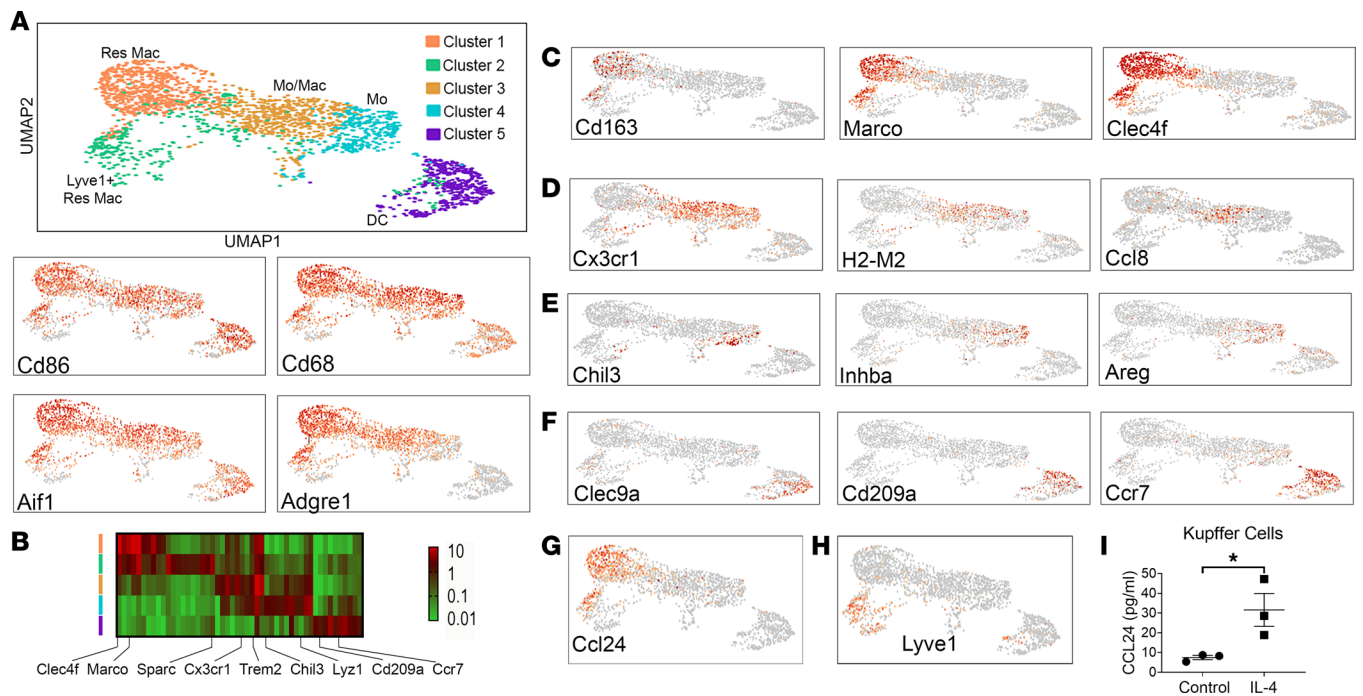 A
Res Mac
Mo/Mac
Mo
Lyve1+
Res Mac
DC
Cluster 1
Cluster 2
Cluster 3
Cluster 4
Cluster 5
UMAP2
UMAP1
Cd86
Cd68
Aif1
Adgre1
B
10
1
0.1
0.01
Clec4f Marco Sparc Cx3cr1 Trem2 Chil3 Lyz1 Cd209a Ccr7
C
Cd163
Marco
Clec4f
D
Cx3cr1
H2-M2
Ccl8
E
Chil3
Inhba
Areg
F
Clec9a
Cd209a
Ccr7
G
Ccl24
H
Lyve1
I
Kupffer Cells
*
CCL24 (pg/ml)
50
40
30
20
10
0
Control IL-4